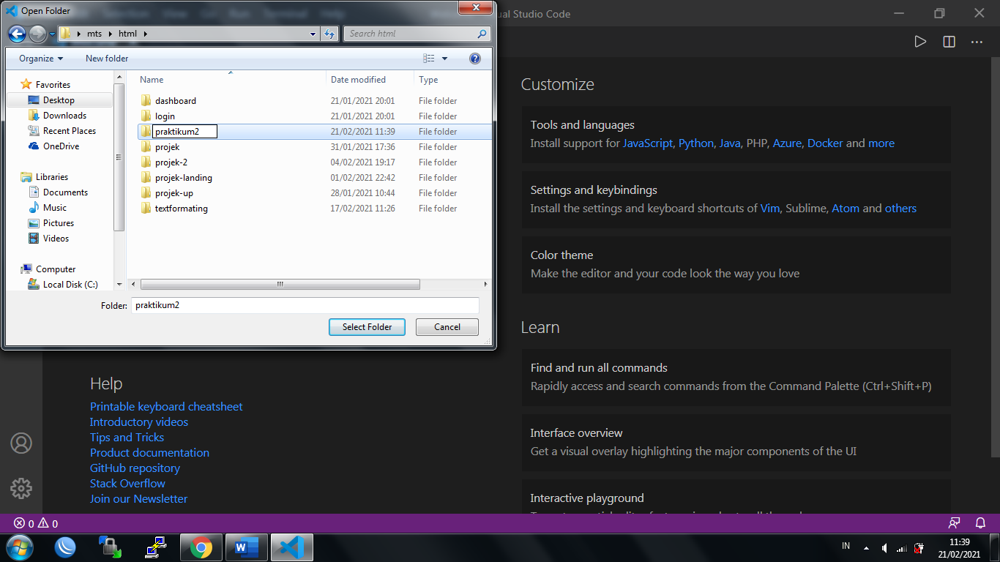 Open Folder
Visual Studio Code
mts html
Search html
Organize
New folder
Name Date modified Type
Favorites
Desktop
Downloads
Recent Places
OneDrive
Libraries
Documents
Music
Pictures
Videos
Computer
Local Disk (C:)
dashboard 21/01/2021 20:01 File folder
login 21/01/2021 20:01 File folder
praktikum2 21/02/2021 11:39 File folder
projek 31/01/2021 17:36 File folder
projek-2 04/02/2021 19:17 File folder
projek-landing 01/02/2021 22:42 File folder
projek-up 28/01/2021 10:44 File folder
textformating 17/02/2021 11:26 File folder
Folder: praktikum2
Select Folder
Cancel
Customize
Tools and languages
Install support for JavaScript, Python, Java, PHP, Azure, Docker and more
Settings and keybindings
Install the settings and keyboard shortcuts of Vim, Sublime, Atom and others
Color theme
Make the editor and your code look the way you love
Learn
Find and run all commands
Rapidly access and search commands from the Command Palette (Ctrl+Shift+P)
Interface overview
Get a visual overlay highlighting the major components of the UI
Interactive playground
Help
Printable keyboard cheatsheet
Introductory videos
Tips and Tricks
Product documentation
GitHub repository
Stack Overflow
Join our Newsletter
0 0
IN
11:39
21/02/2021